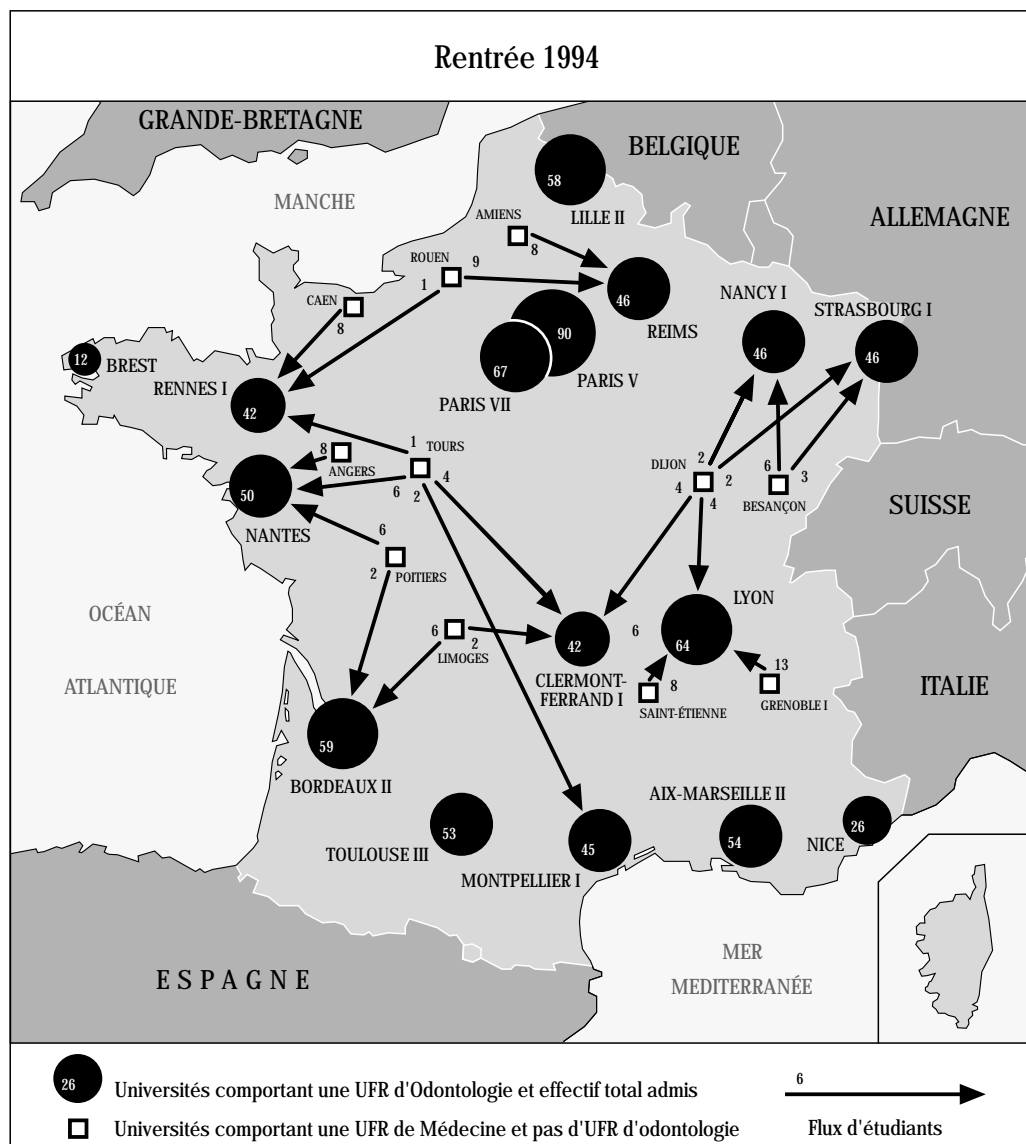 Rentrée 1994
GRANDE-BRETAGNE
BELGIQUE
58
MANCHE
ALLEMAGNE
AMIENS
LILLE II
8
ROUEN
9
1
CAEN
8
46
NANCY I
STRASBOURG I
REIMS
90
12
BREST
46
46
67
PARIS V
RENNES I
PARIS VII
42
1
TOURS
8
ANGERS
4
6
2
2
DIJON
2
4
4
6
3
BESANÇON
50
SUISSE
NANTES
6
2
POITIERS
LYON
OCÉAN
6
2
LIMOGES
42
6
64
13
ATLANTIQUE
CLERMONT-
FERRAND I
8
SAINT-ÉTIENNE
GRENOBLE I
ITALIE
59
BORDEAUX II
AIX-MARSEILLE II
53
26
TOULOUSE III
45
54
NICE
MONTPELLIER I
MER
MEDITERRANÉE
ESPAGNE
26
Universités comportant une UFR d'Odontologie et effectif total admis
6
Universités comportant une UFR de Médecine et pas d'UFR d'odontologie
Flux d'étudiants